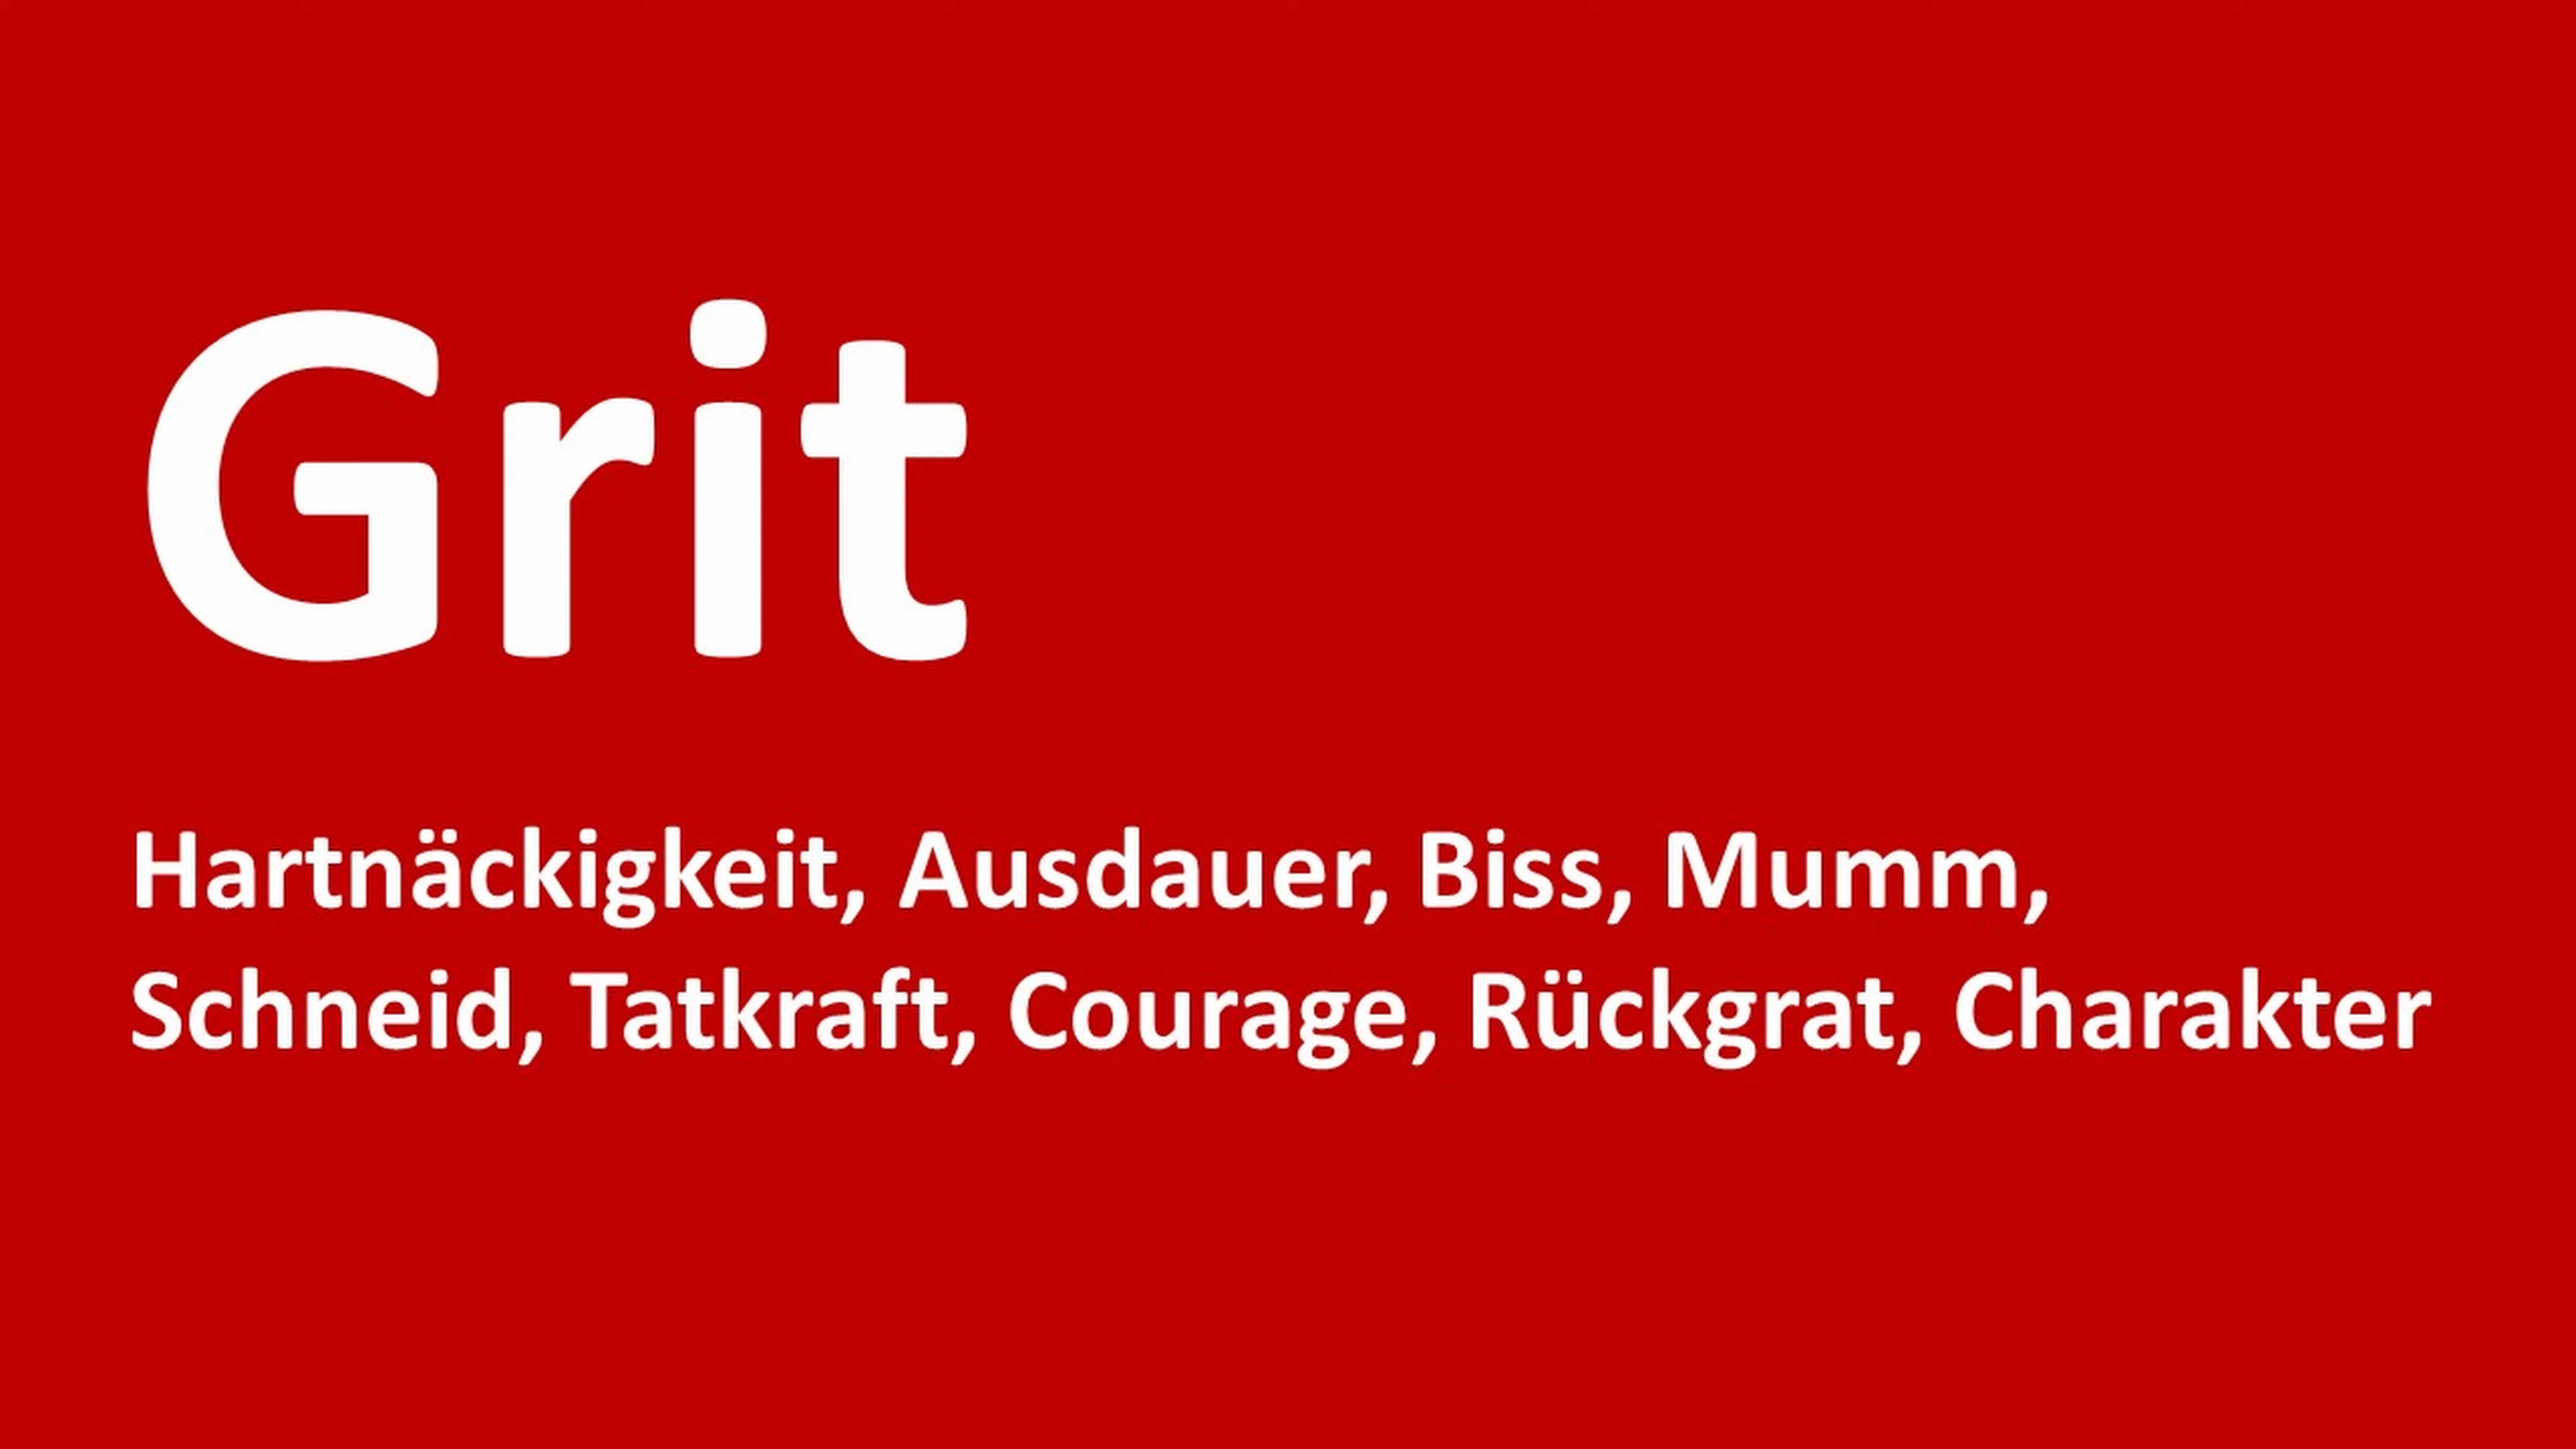 Grit
Hartnäckigkeit, Ausdauer, Biss, Mumm,
Schneid, Tatkraft, Courage, Rückgrat, Charakter